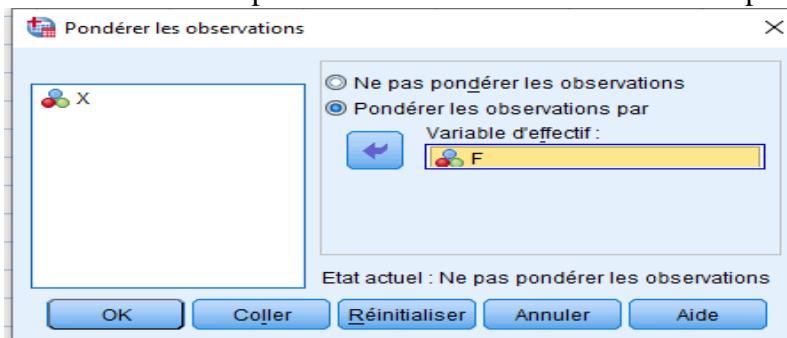 Pondérer les observations
X
Ne pas pondérer les observations
Pondérer les observations par
Variable d'effectif :
F
Etat actuel : Ne pas pondérer les observations
OK
Coller
Réinitialiser
Annuler
Aide